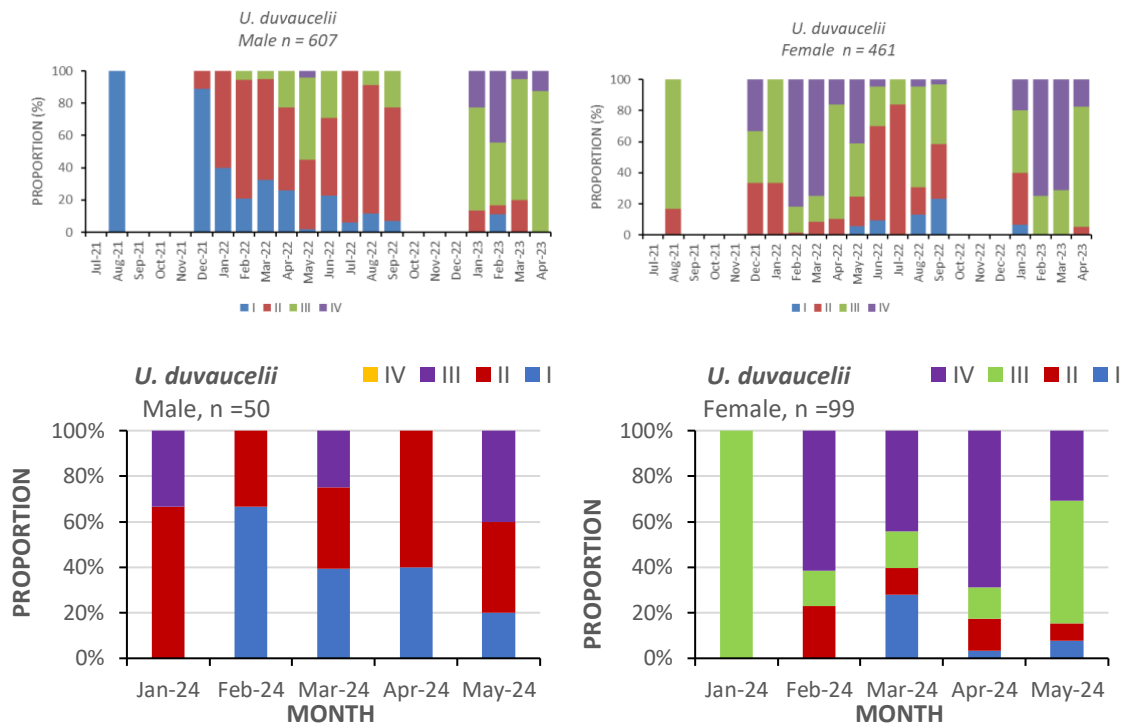 U. duvaucelii
Male n = 607
PROPORTION (%)
100
80
60
40
20
0
Jul-21
Aug-21
Sep-21
Oct-21
Nov-21
Dec-21
Jan-22
Feb-22
Mar-22
Apr-22
May-22
Jun-22
Jul-22
Aug-22
Sep-22
Oct-22
Nov-22
Dec-22
Jan-23
Feb-23
Mar-23
Apr-23
I II III IV
U. duvaucelii
Female n = 461
PROPORTION (%)
100
80
60
40
20
0
Jul-21
Aug-21
Sep-21
Oct-21
Nov-21
Dec-21
Jan-22
Feb-22
Mar-22
Apr-22
May-22
Jun-22
Jul-22
Aug-22
Sep-22
Oct-22
Nov-22
Dec-22
Jan-23
Feb-23
Mar-23
Apr-23
I II III IV
U. duvaucelii
IV III II I
Male, n =50
PROPORTION
100%
80%
60%
40%
20%
0%
Jan-24 Feb-24 Mar-24 Apr-24 May-24
MONTH
U. duvaucelii
IV III II I
Female, n =99
PROPORTION
100%
80%
60%
40%
20%
0%
Jan-24 Feb-24 Mar-24 Apr-24 May-24
MONTH